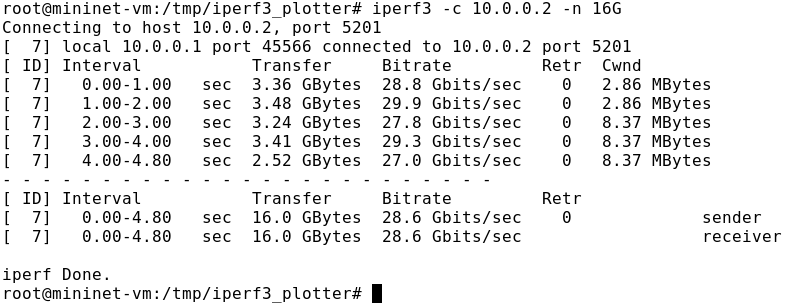 root@mininet-vm:/tmp/iperf3_plotter# iperf3 -c 10.0.0.2 -n 16G
Connecting to host 10.0.0.2, port 5201
[  7] local 10.0.0.1 port 45566 connected to 10.0.0.2 port 5201
[ ID] Interval           Transfer     Bitrate         Retr  Cwnd
[  7]   0.00-1.00   sec  3.36 GBytes  28.8 Gbits/sec    0   2.86 MBytes
[  7]   1.00-2.00   sec  3.48 GBytes  29.9 Gbits/sec    0   2.86 MBytes
[  7]   2.00-3.00   sec  3.24 GBytes  27.8 Gbits/sec    0   8.37 MBytes
[  7]   3.00-4.00   sec  3.41 GBytes  29.3 Gbits/sec    0   8.37 MBytes
[  7]   4.00-4.80   sec  2.52 GBytes  27.0 Gbits/sec    0   8.37 MBytes
- - - - - - - - - - - - - - - - - - - - - - - - -
[ ID] Interval           Transfer     Bitrate         Retr
[  7]   0.00-4.80   sec  16.0 GBytes  28.6 Gbits/sec    0             sender
[  7]   0.00-4.80   sec  16.0 GBytes  28.6 Gbits/sec                  receiver

iperf Done.
root@mininet-vm:/tmp/iperf3_plotter#